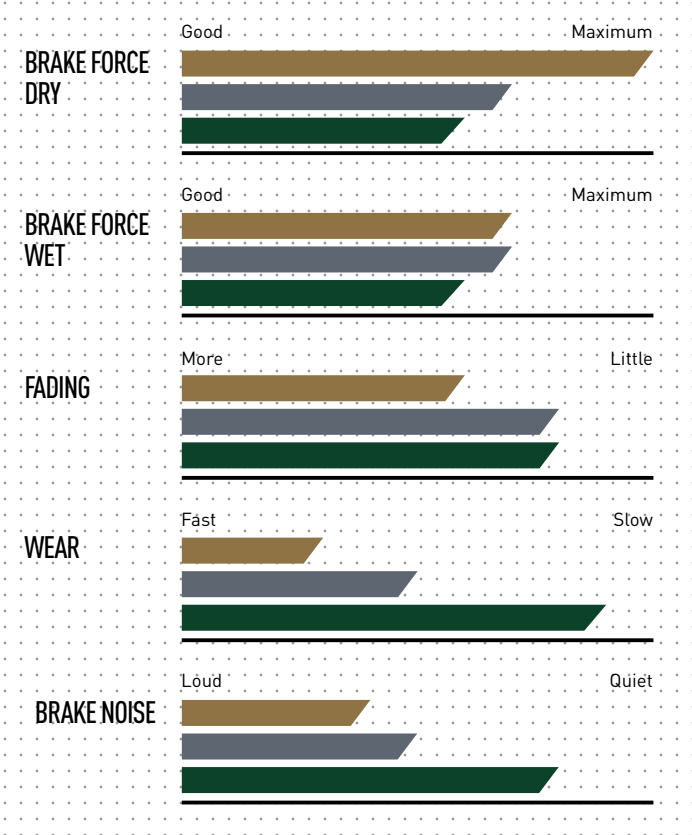 Good Maximum
BRAKE FORCE
DRY
Good Maximum
BRAKE FORCE
WET
More Little
FADING
Fast Slow
WEAR
Loud Quiet
BRAKE NOISE